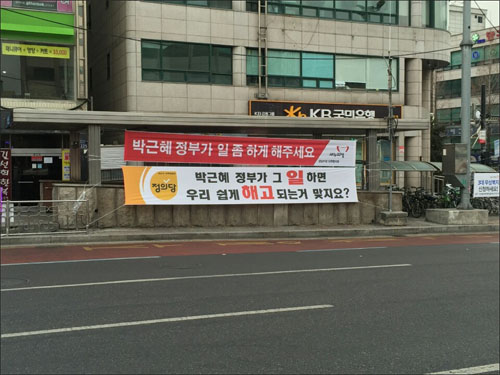 KB국민은행
박근혜 정부가 일 좀 하게 해주세요
정의당
박근혜 정부가 그 일 하면
우리 쉽게 해고 되는거 맞지요?